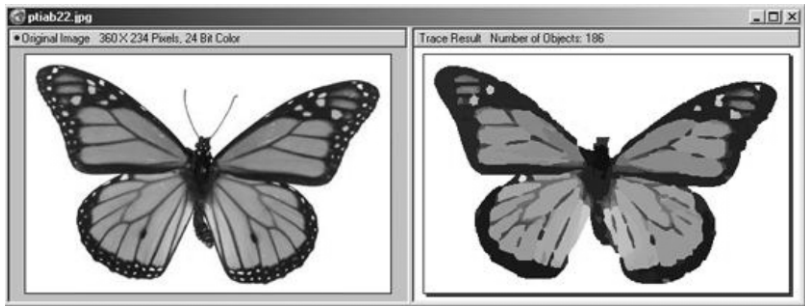 ptiab22.jpg
Original Image 360 X 234 Pixels, 24 Bit Color
Trace Result Number of Objects: 186